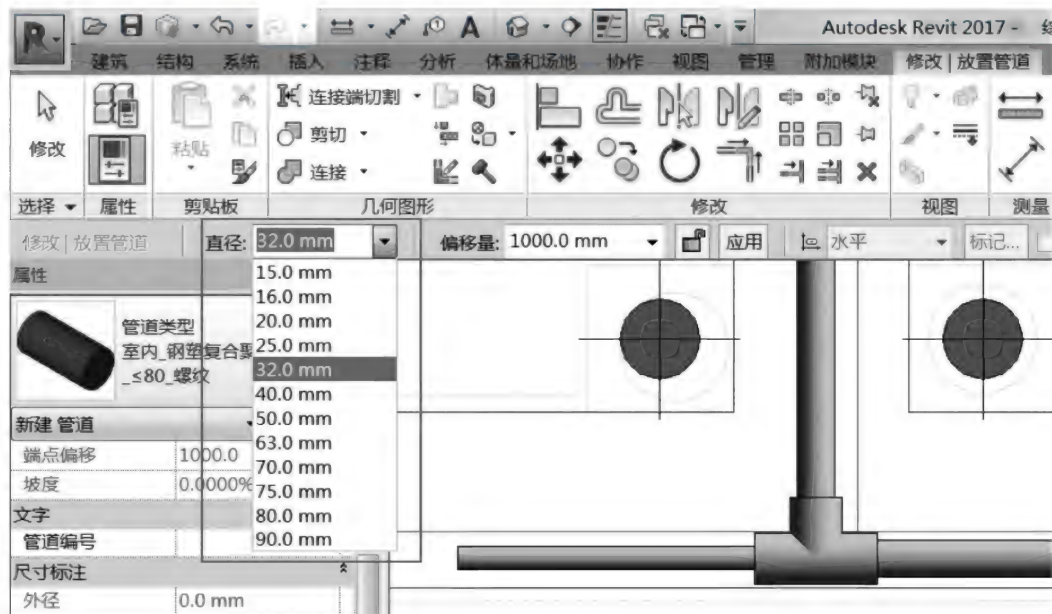 Autodesk Revit 2017 -
建筑 结构 系统 插入 注释 分析 体量和场地 协作 视图 管理 附加模块 修改 | 放置管道
修改 粘贴 连接端切割
剪切
连接
选择 属性 剪贴板 几何图形 修改 视图 测量
修改 | 放置管道 直径: 32.0 mm 偏移量: 1000.0 mm 应用 水平 标记...
属性
15.0 mm
16.0 mm
20.0 mm
25.0 mm
32.0 mm
40.0 mm
50.0 mm
63.0 mm
70.0 mm
75.0 mm
80.0 mm
90.0 mm
管道类型
室内_钢塑复合聚
_≤80_螺纹
新建 管道
端点偏移 1000.0
坡度 0.0000%
文字
管道编号
尺寸标注
外径 0.0 mm